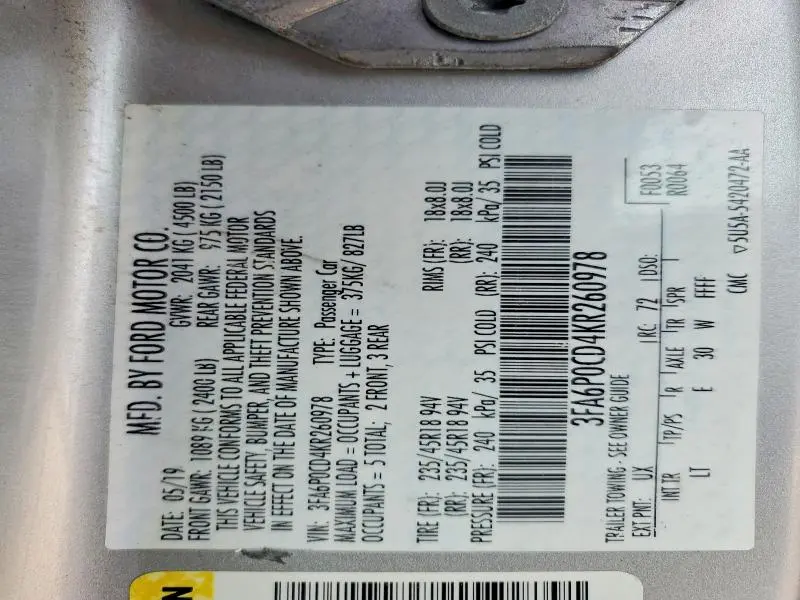 MFD. BY FORD MOTOR CO.
DATE: 05/19 GVWR: 2041 KG ( 4500 LB)
FRONT GAWR: 1089 KG ( 2400 LB) REAR GAWR: 975 KG ( 2150 LB)
THIS VEHICLE CONFORMS TO ALL APPLICABLE FEDERAL MOTOR
VEHICLE SAFETY, BUMPER, AND THEFT PREVENTION STANDARDS
IN EFFECT ON THE DATE OF MANUFACTURE SHOWN ABOVE.
VIN: 3FA6P0CD4KR260978 TYPE: Passenger Car
MAXIMUM LOAD = OCCUPANTS + LUGGAGE = 375KG/ 827LB
OCCUPANTS = 5 TOTAL; 2 FRONT, 3 REAR
TIRE (FR): 235/45R18 94V RIMS (FR): 18x8.0J
(RR): 235/45R18 94V (RR): 18x8.0J
PRESSURE (FR): 240 kPa/ 35 PSI COLD (RR): 240 kPa/ 35 PSI COLD
3FA6P0CD4KR260978
TRAILER TOWING - SEE OWNER GUIDE F0053
EXT PNT: UX RC: 72 DSO: R0064
INT TR TP/PS R AXLE TR SPR
LT E 30 W FFFF
CMC ▽5U5A-5420472-AA
N